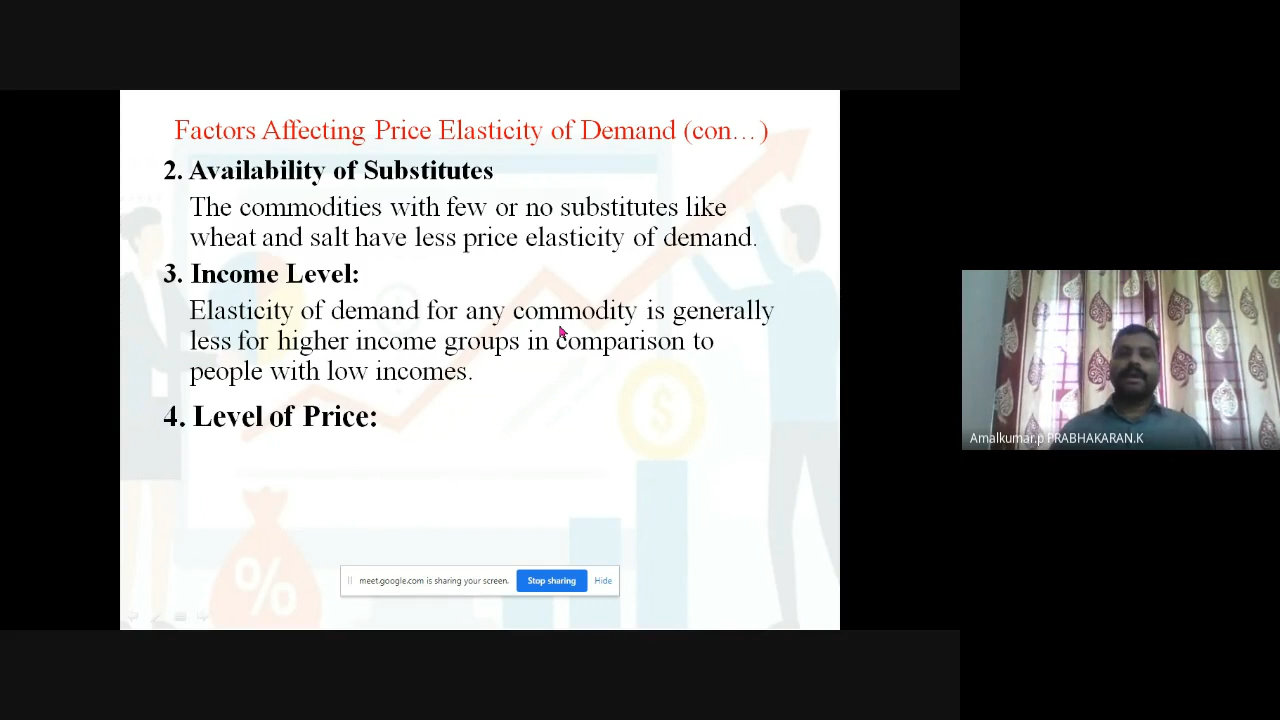 Factors Affecting Price Elasticity of Demand (con…)
2. Availability of Substitutes
The commodities with few or no substitutes like
wheat and salt have less price elasticity of demand.
3. Income Level:
Elasticity of demand for any commodity is generally
less for higher income groups in comparison to
people with low incomes.
4. Level of Price:
$
%
meet.google.com is sharing your screen.
Stop sharing
Hide
Amalkumar.p PRABHAKARAN.K